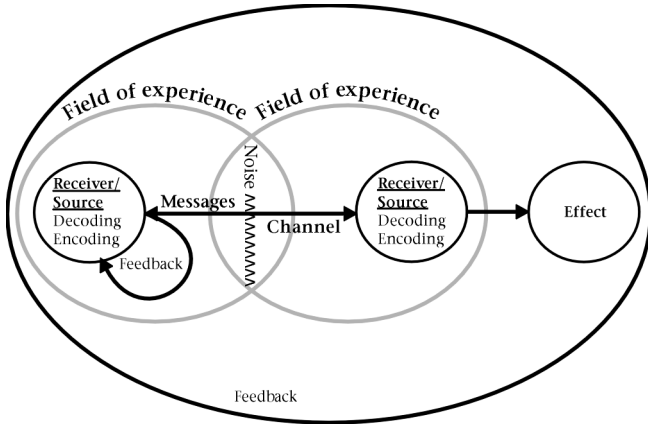 Field of experience
Field of experience
Noise
Receiver/
Source
Decoding
Encoding
Messages
Channel
Feedback
Receiver/
Source
Decoding
Encoding
Effect
Feedback